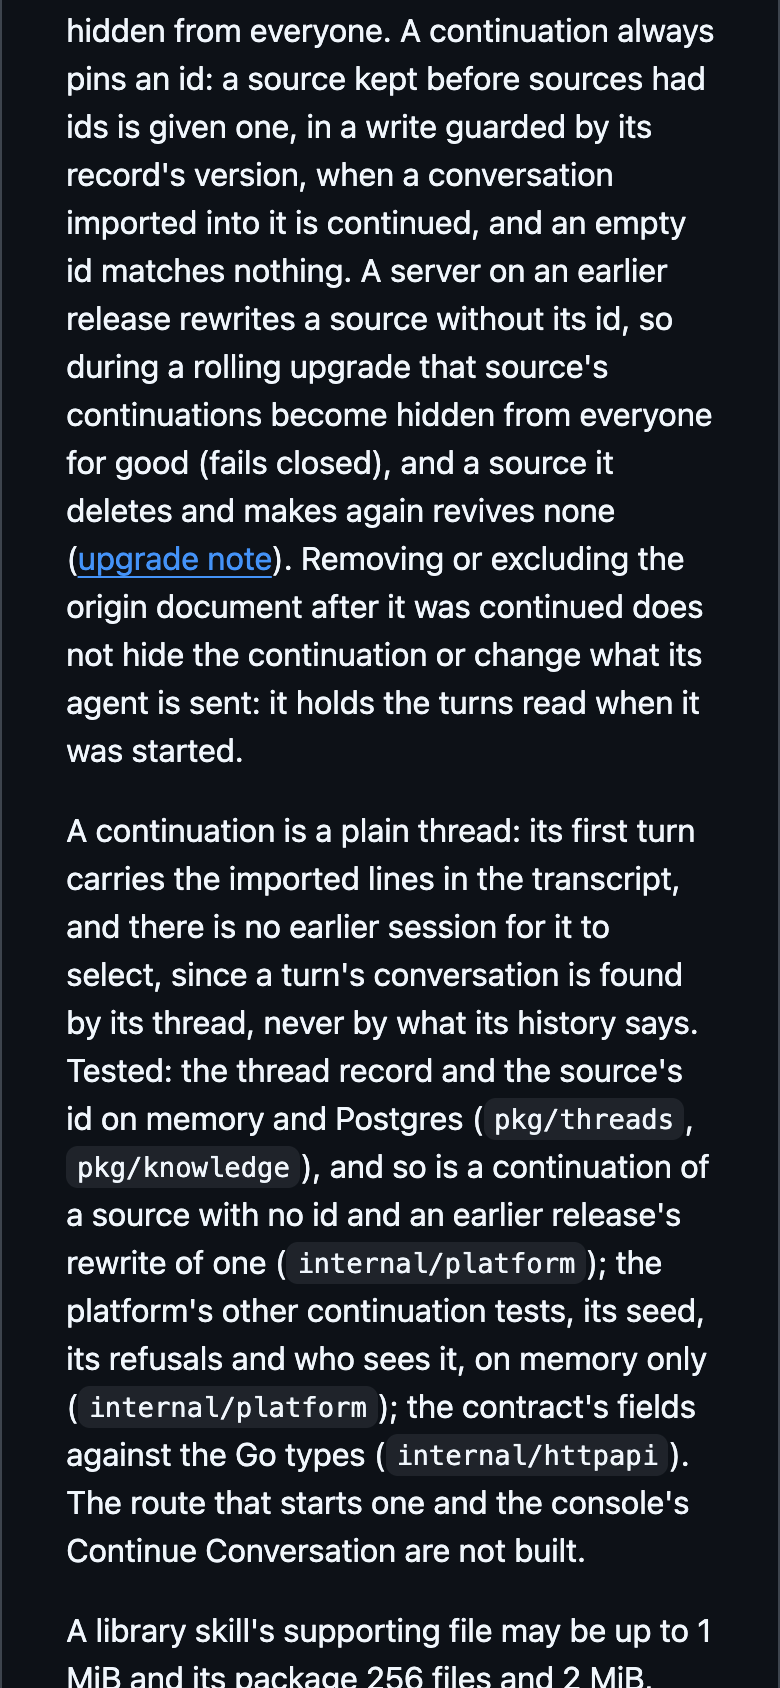 hidden from everyone. A continuation always
pins an id: a source kept before sources had
ids is given one, in a write guarded by its
record's version, when a conversation
imported into it is continued, and an empty
id matches nothing. A server on an earlier
release rewrites a source without its id, so
during a rolling upgrade that source's
continuations become hidden from everyone
for good (fails closed), and a source it
deletes and makes again revives none
(upgrade note). Removing or excluding the
origin document after it was continued does
not hide the continuation or change what its
agent is sent: it holds the turns read when it
was started.
A continuation is a plain thread: its first turn
carries the imported lines in the transcript,
and there is no earlier session for it to
select, since a turn's conversation is found
by its thread, never by what its history says.
Tested: the thread record and the source's
id on memory and Postgres (pkg/threads,
pkg/knowledge), and so is a continuation of
a source with no id and an earlier release's
rewrite of one (internal/platform); the
platform's other continuation tests, its seed,
its refusals and who sees it, on memory only
(internal/platform); the contract's fields
against the Go types (internal/httpapi).
The route that starts one and the console's
Continue Conversation are not built.
A library skill's supporting file may be up to 1
MiB and its package 256 files and 2 MiB.